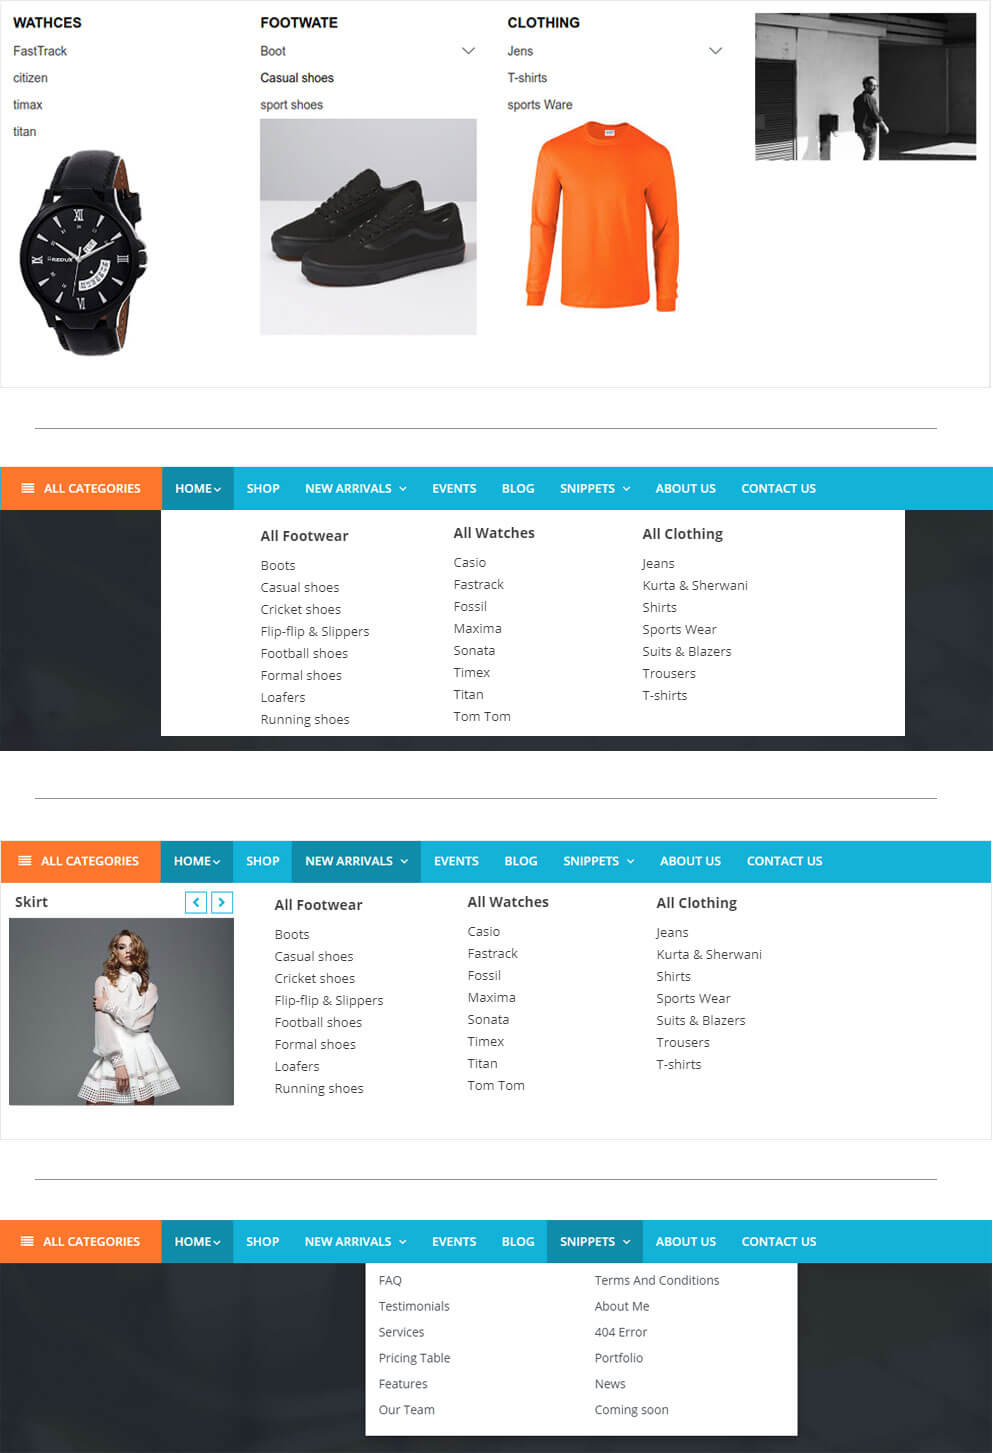 WATHCES
FastTrack
citizen
timax
titan
XII
IX
REDUX
III
VI
FOOTWATE
Boot
Casual shoes
sport shoes
CLOTHING
Jens
T-shirts
sports Ware
ALL CATEGORIES HOME SHOP NEW ARRIVALS EVENTS BLOG SNIPPETS ABOUT US CONTACT US
All Footwear
Boots
Casual shoes
Cricket shoes
Flip-flip & Slippers
Football shoes
Formal shoes
Loafers
Running shoes
All Watches
Casio
Fastrack
Fossil
Maxima
Sonata
Timex
Titan
Tom Tom
All Clothing
Jeans
Kurta & Sherwani
Shirts
Sports Wear
Suits & Blazers
Trousers
T-shirts
ALL CATEGORIES HOME SHOP NEW ARRIVALS EVENTS BLOG SNIPPETS ABOUT US CONTACT US
Skirt
All Footwear
Boots
Casual shoes
Cricket shoes
Flip-flip & Slippers
Football shoes
Formal shoes
Loafers
Running shoes
All Watches
Casio
Fastrack
Fossil
Maxima
Sonata
Timex
Titan
Tom Tom
All Clothing
Jeans
Kurta & Sherwani
Shirts
Sports Wear
Suits & Blazers
Trousers
T-shirts
ALL CATEGORIES HOME SHOP NEW ARRIVALS EVENTS BLOG SNIPPETS ABOUT US CONTACT US
FAQ
Testimonials
Services
Pricing Table
Features
Our Team
Terms And Conditions
About Me
404 Error
Portfolio
News
Coming soon